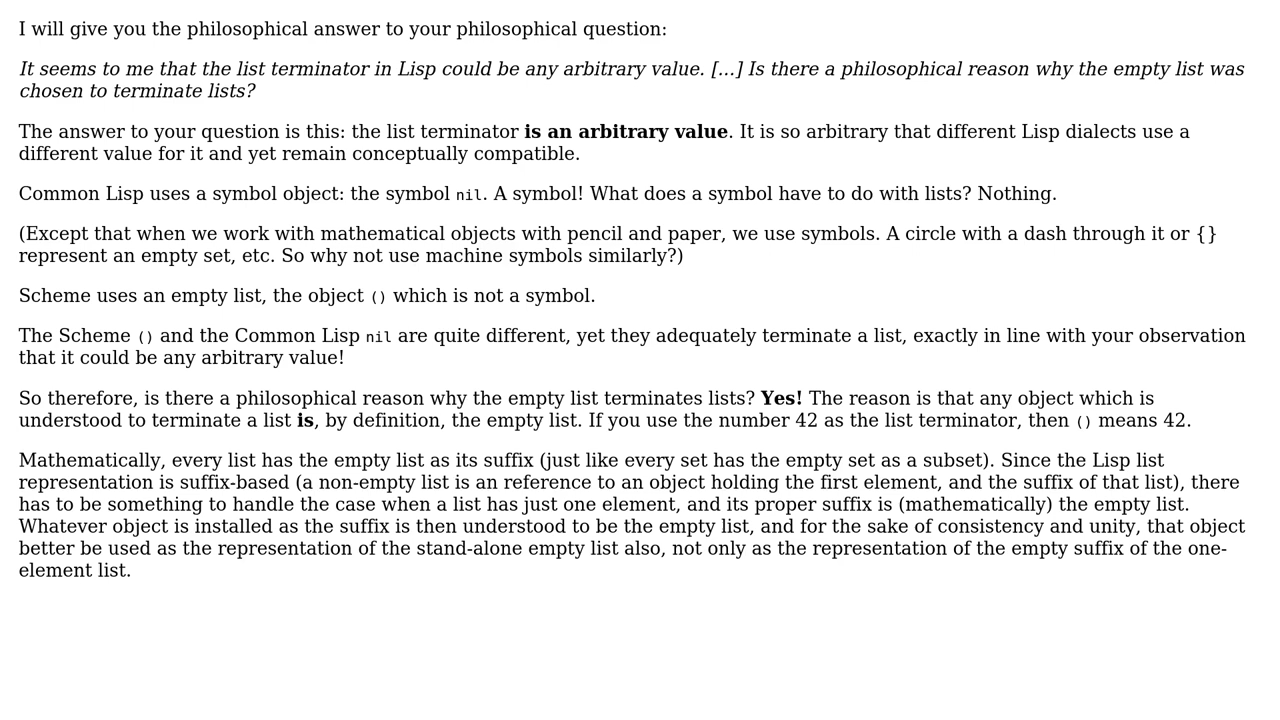 I will give you the philosophical answer to your philosophical question:
It seems to me that the list terminator in Lisp could be any arbitrary value. [...] Is there a philosophical reason why the empty list was
chosen to terminate lists?
The answer to your question is this: the list terminator is an arbitrary value. It is so arbitrary that different Lisp dialects use a
different value for it and yet remain conceptually compatible.
Common Lisp uses a symbol object: the symbol nil. A symbol! What does a symbol have to do with lists? Nothing.
(Except that when we work with mathematical objects with pencil and paper, we use symbols. A circle with a dash through it or {}
represent an empty set, etc. So why not use machine symbols similarly?)
Scheme uses an empty list, the object () which is not a symbol.
The Scheme () and the Common Lisp nil are quite different, yet they adequately terminate a list, exactly in line with your observation
that it could be any arbitrary value!
So therefore, is there a philosophical reason why the empty list terminates lists? Yes! The reason is that any object which is
understood to terminate a list is, by definition, the empty list. If you use the number 42 as the list terminator, then () means 42.
Mathematically, every list has the empty list as its suffix (just like every set has the empty set as a subset). Since the Lisp list
representation is suffix-based (a non-empty list is an reference to an object holding the first element, and the suffix of that list), there
has to be something to handle the case when a list has just one element, and its proper suffix is (mathematically) the empty list.
Whatever object is installed as the suffix is then understood to be the empty list, and for the sake of consistency and unity, that object
better be used as the representation of the stand-alone empty list also, not only as the representation of the empty suffix of the one-
element list.